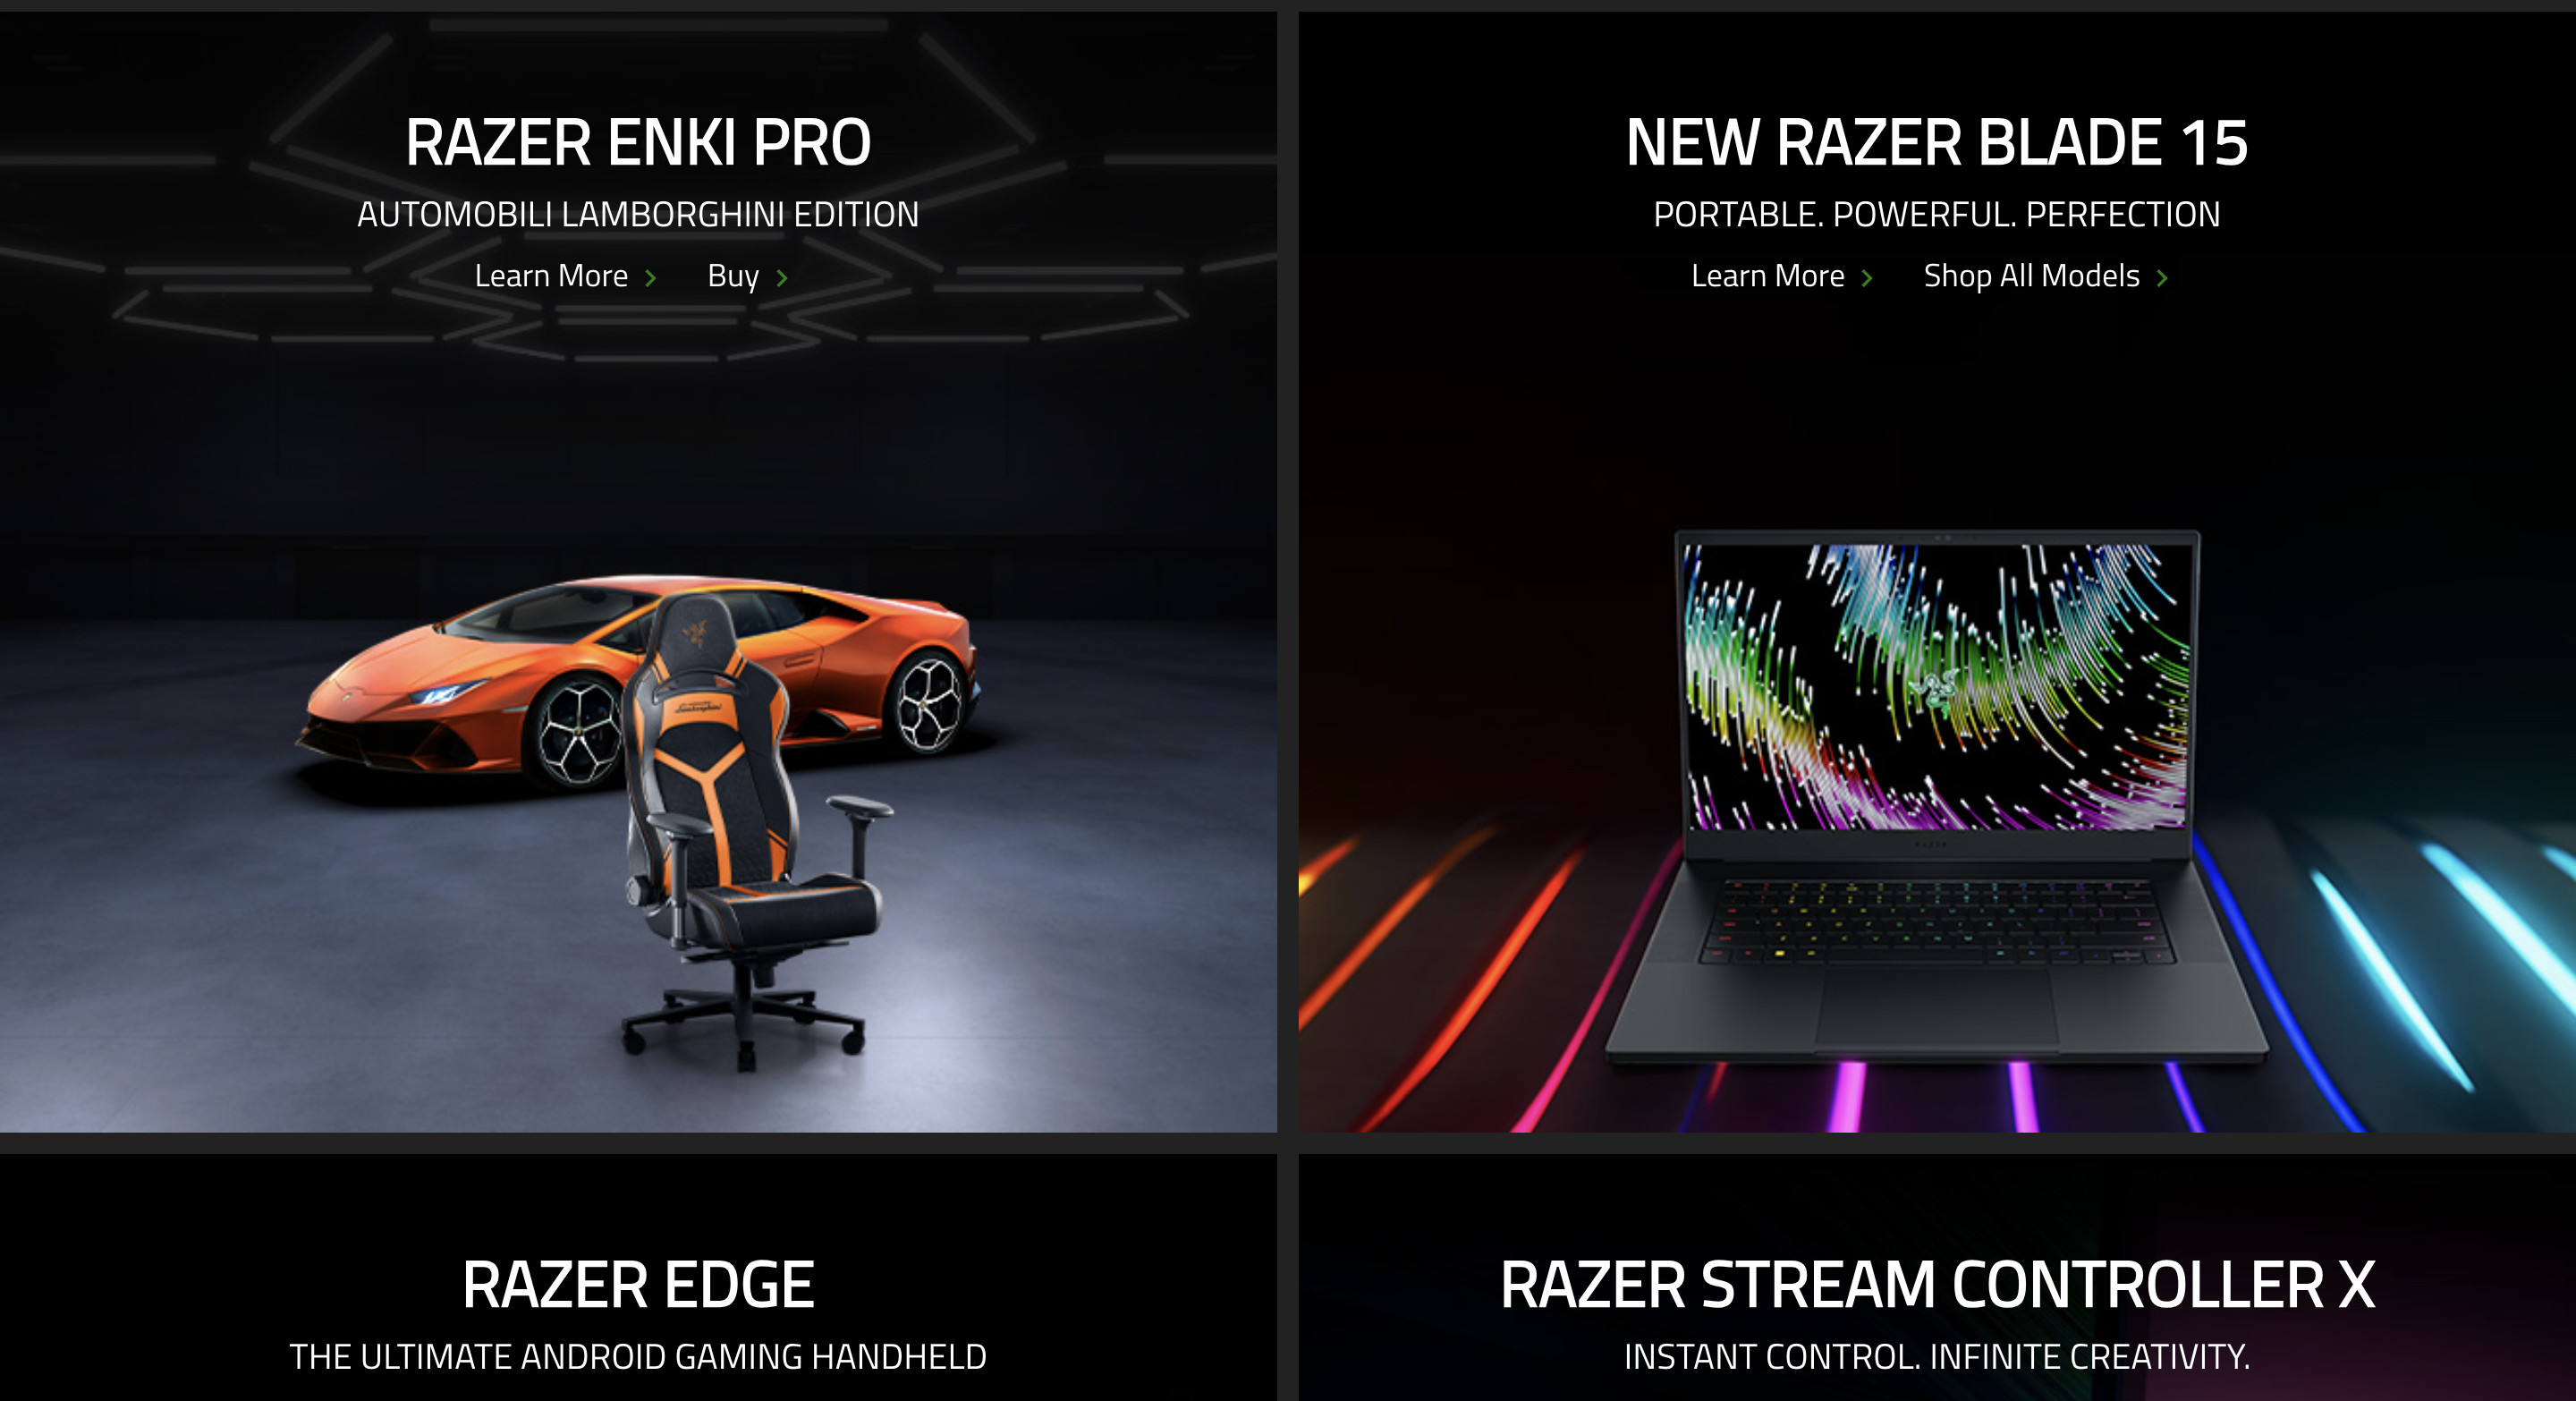 RAZER ENKI PRO
AUTOMOBILI LAMBORGHINI EDITION
Learn More > Buy >
NEW RAZER BLADE 15
PORTABLE. POWERFUL. PERFECTION
Learn More > Shop All Models >
RAZER EDGE
THE ULTIMATE ANDROID GAMING HANDHELD
RAZER STREAM CONTROLLER X
INSTANT CONTROL. INFINITE CREATIVITY.